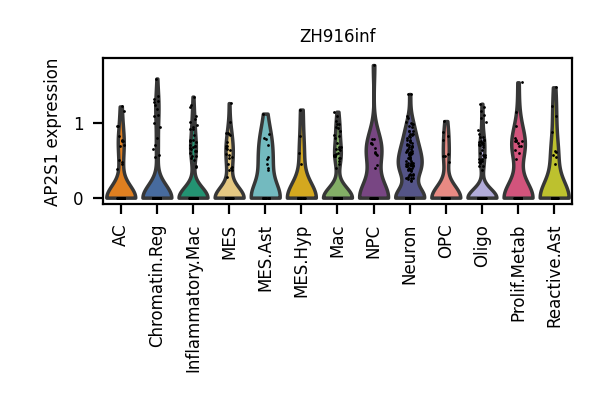 ZH916inf
AP2S1 expression
1
0
AC
Chromatin.Reg
Inflammatory.Mac
MES
MES.Ast
MES.Hyp
Mac
NPC
Neuron
OPC
Oligo
Prolif.Metab
Reactive.Ast